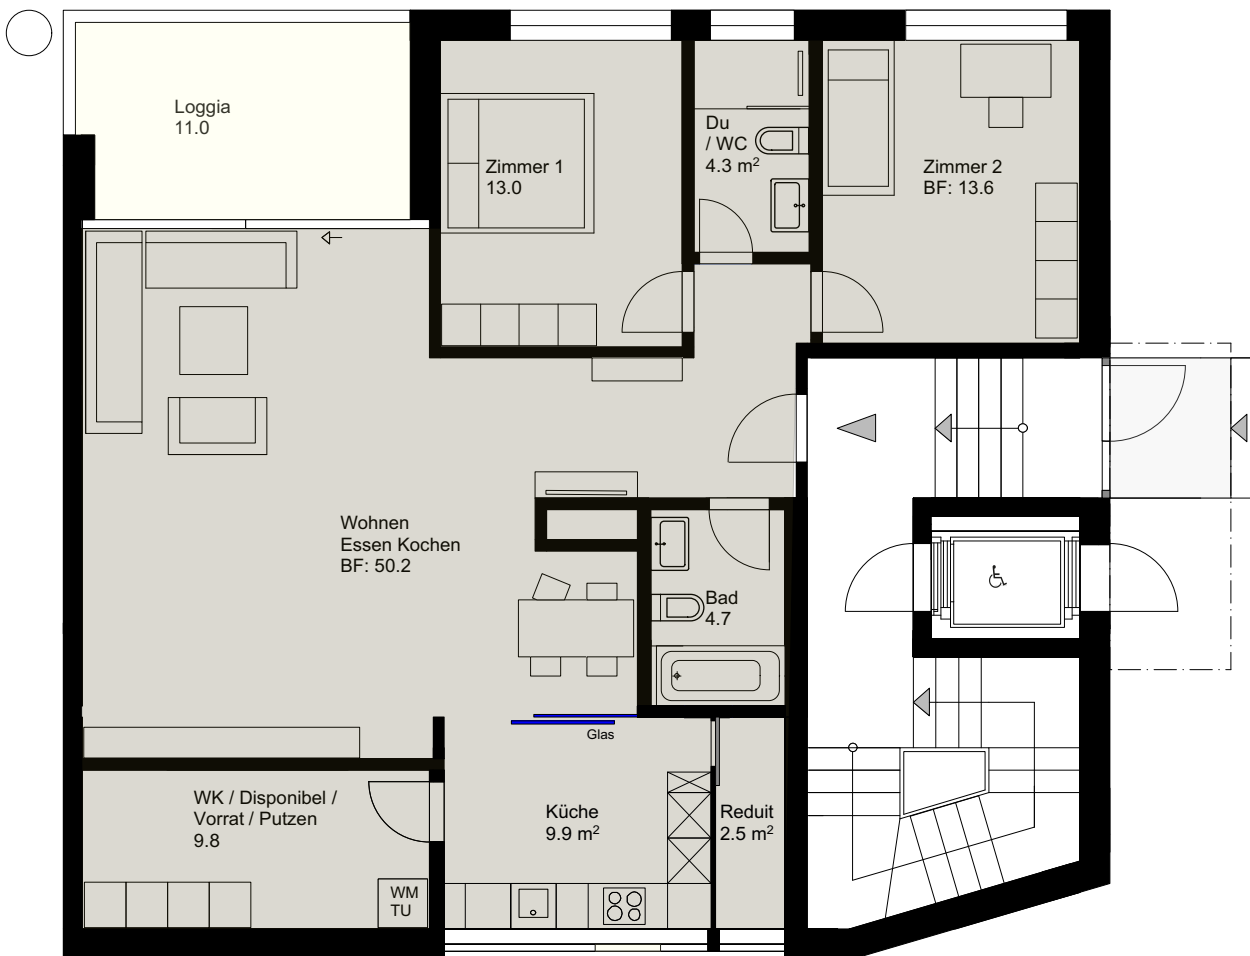 Loggia
11.0
Zimmer 1
13.0
Du
/ WC
4.3 m²
Zimmer 2
BF: 13.6
Wohnen
Essen Kochen
BF: 50.2
Bad
4.7
Glas
WK / Disponibel /
Vorrat / Putzen
9.8
Küche
9.9 m²
Reduit
2.5 m²
WM
TU